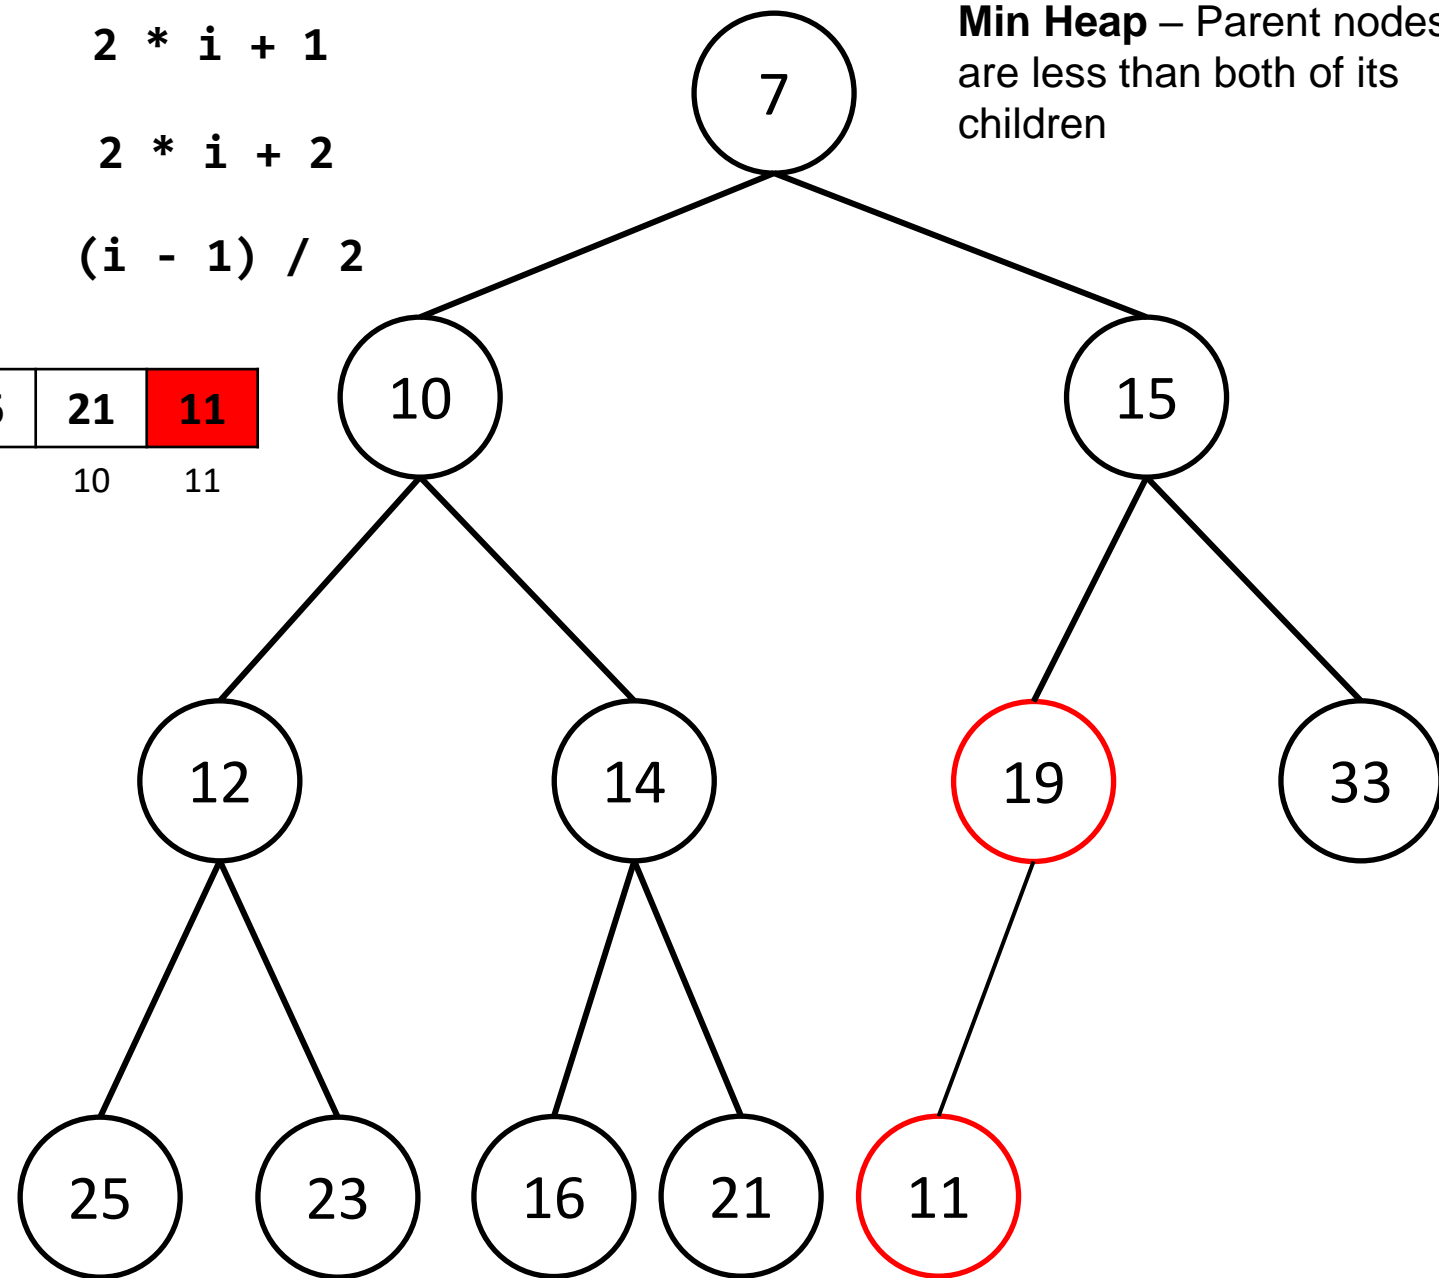 2 * i + 1
2 * i + 2
(i - 1) / 2
Min Heap – Parent nodes
are less than both of its
children
21 11
10 11
7
10 15
12 14 19 33
25 23 16 21 11